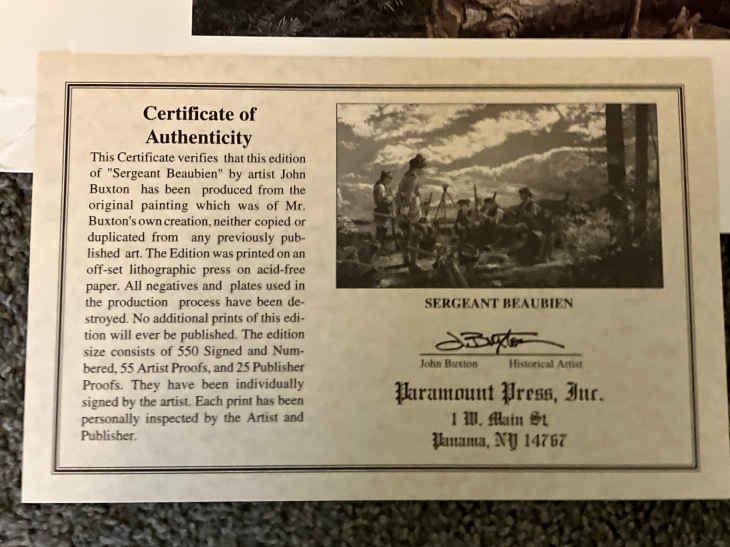 Certificate of
Authenticity
This Certificate verifies that this edition
of "Sergeant Beaubien" by artist John
Buxton has been produced from the
original painting which was of Mr.
Buxton's own creation, neither copied or
duplicated from any previously pub-
lished art. The Edition was printed on an
off-set lithographic press on acid-free
paper. All negatives and plates used in
the production process have been de-
stroyed. No additional prints of this edi-
tion will ever be published. The edition
size consists of 550 Signed and Num-
bered, 55 Artist Proofs, and 25 Publisher
Proofs. They have been individually
signed by the artist. Each print has been
personally inspected by the Artist and
Publisher.
SERGEANT BEAUBIEN
J. Buxton
John Buxton Historical Artist
Paramount Press, Inc.
1 W. Main St
Panama, NY 14767